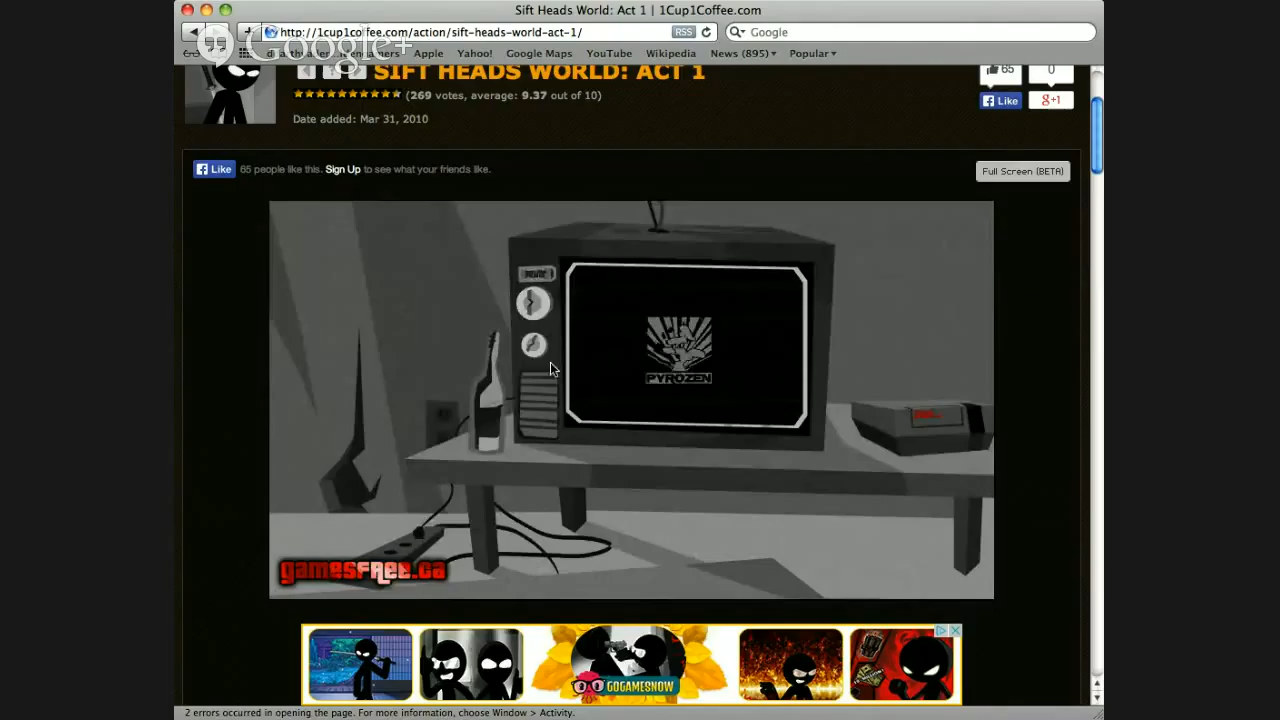 Sift Heads World: Act 1 | 1Cup1Coffee.com
http://1cup1coffee.com/action/sift-heads-world-act-1/
RSS
Google
Google+
Apple
Yahoo!
Google Maps
YouTube
Wikipedia
News (895)
Popular
SIFT HEADS WORLD: ACT 1
65
0
(269 votes, average: 9.37 out of 10)
Like
g+1
Date added: Mar 31, 2010
Like
65 people like this. Sign Up to see what your friends like.
Full Screen (BETA)
PYROZEN
gamesFREE.ca
GOGAMESNOW
2 errors occurred in opening the page. For more information, choose Window > Activity.